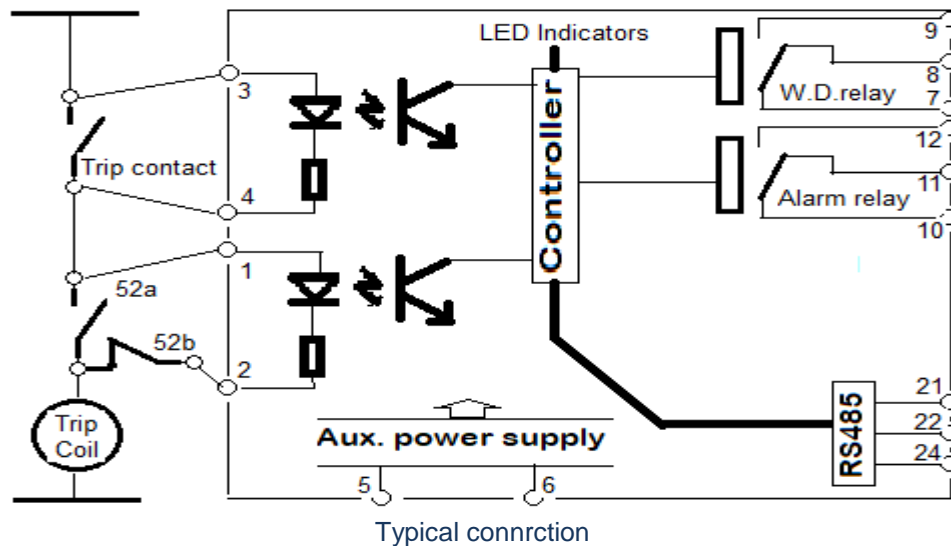 LED Indicators
9
8
W.D.relay
7
3
Trip contact
4
Controller
12
11
Alarm relay
10
1
52a
52b
2
Trip
Coil
Aux. power supply
5
6
RS485
21
22
24
Typical connrction